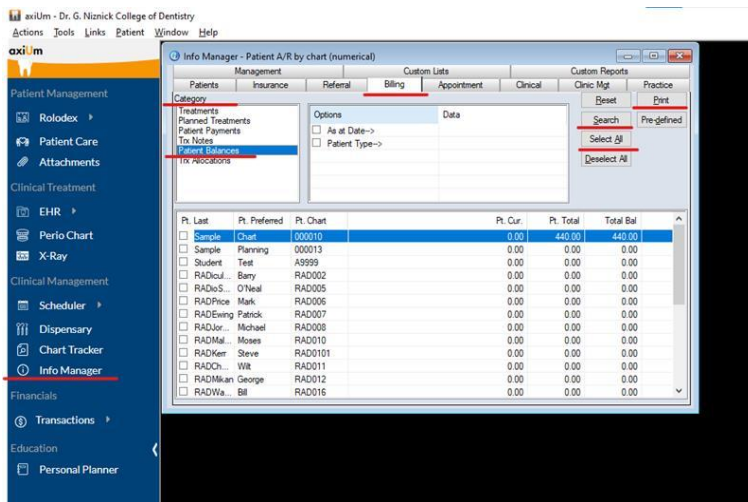 axiUm - Dr. G. Niznick College of Dentistry
Actions Tools Links Patient Window Help
axiUm
Patient Management
Rolodex
Patient Care
Attachments
Clinical Treatment
EHR
Perio Chart
X-Ray
Clinical Management
Scheduler
Dispensary
Chart Tracker
Info Manager
Financials
Transactions
Education
Personal Planner
Info Manager - Patient A/R by chart (numerical)
Management Custom Lists Custom Reports
Patients Insurance Referral Billing Appointment Clinical Clinic Mgt Practice
Category
Treatments
Planned Treatments
Patient Payments
Trx Notes
Patient Balances
Trx Allocations
Options Data
As at Date-->
Patient Type-->
Reset Print
Search Pre-defined
Select All
Deselect All
Pt. Last Pt. Preferred Pt. Chart Pt. Cur. Pt. Total Total Bal
Sample Chart 000010 0.00 440.00 440.00
Sample Planning 000013 0.00 0.00 0.00
Student Test A9999 0.00 0.00 0.00
RADicul... Barry RAD002 0.00 0.00 0.00
RADioS... O'Neal RAD005 0.00 0.00 0.00
RADPrice Mark RAD006 0.00 0.00 0.00
RADEwing Patrick RAD007 0.00 0.00 0.00
RADJor... Michael RAD008 0.00 0.00 0.00
RADMal... Moses RAD010 0.00 0.00 0.00
RADKerr Steve RAD0101 0.00 0.00 0.00
RADCh... Wilt RAD011 0.00 0.00 0.00
RADMikan George RAD012 0.00 0.00 0.00
RADWa... Bill RAD016 0.00 0.00 0.00